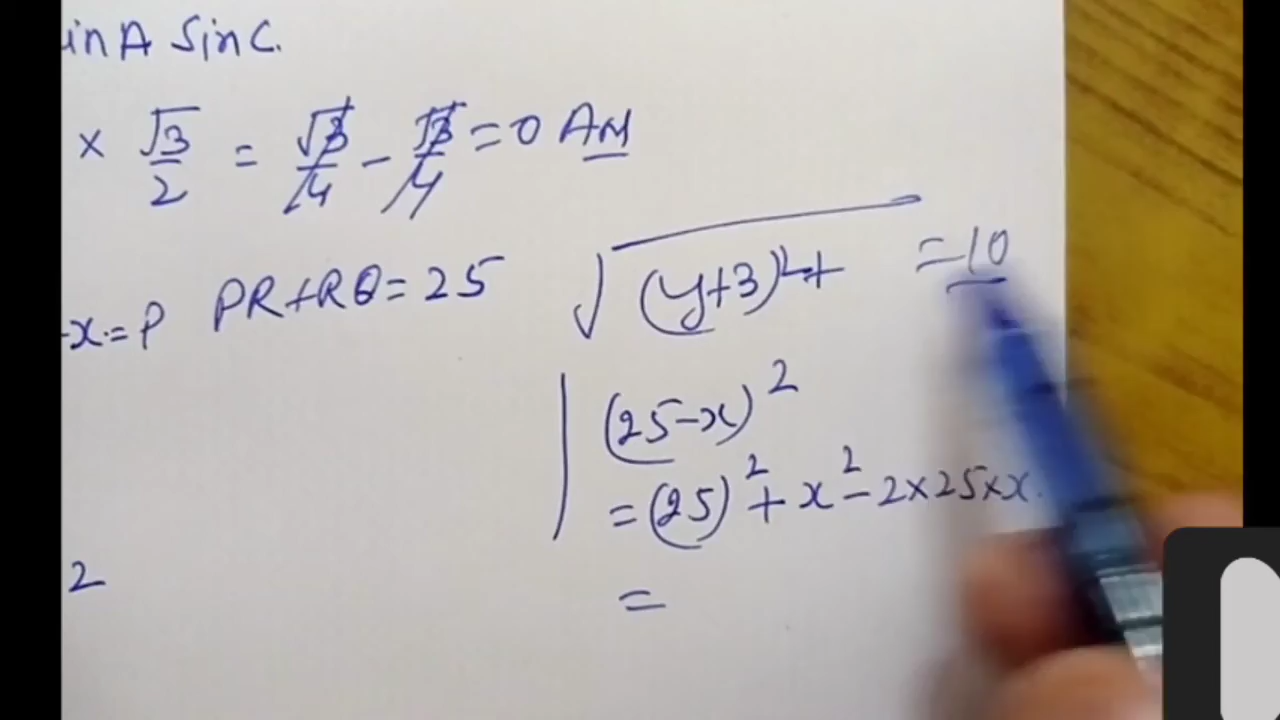 inA SinC.
× √3/2 = √3/4 - √3/4 = 0 Ans
-x = P PR+RQ = 25 √(y+3)²+ = 10
(25-x)²
= (25)² + x² - 2×25×x.
2 =